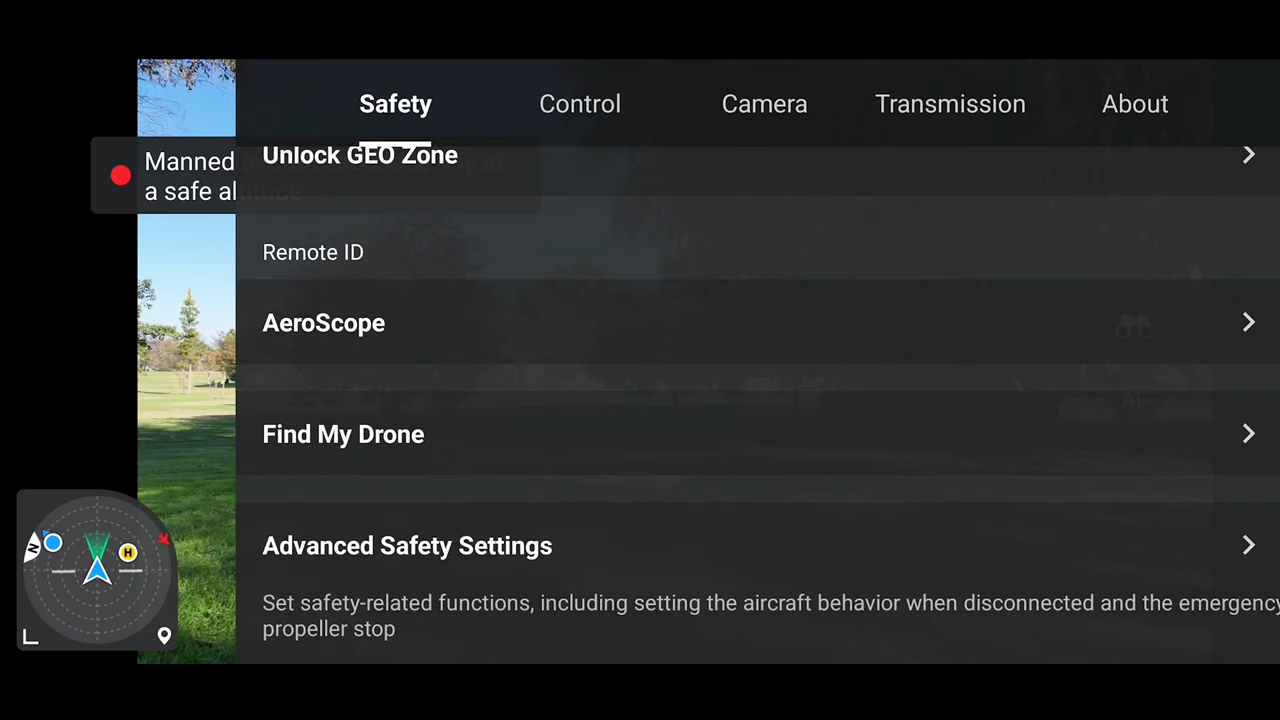 Safety
Control
Camera
Transmission
About
Manned
a safe altitude
Unlock GEO Zone
Remote ID
AeroScope
Find My Drone
Advanced Safety Settings
Set safety-related functions, including setting the aircraft behavior when disconnected and the emergency
propeller stop
N
H